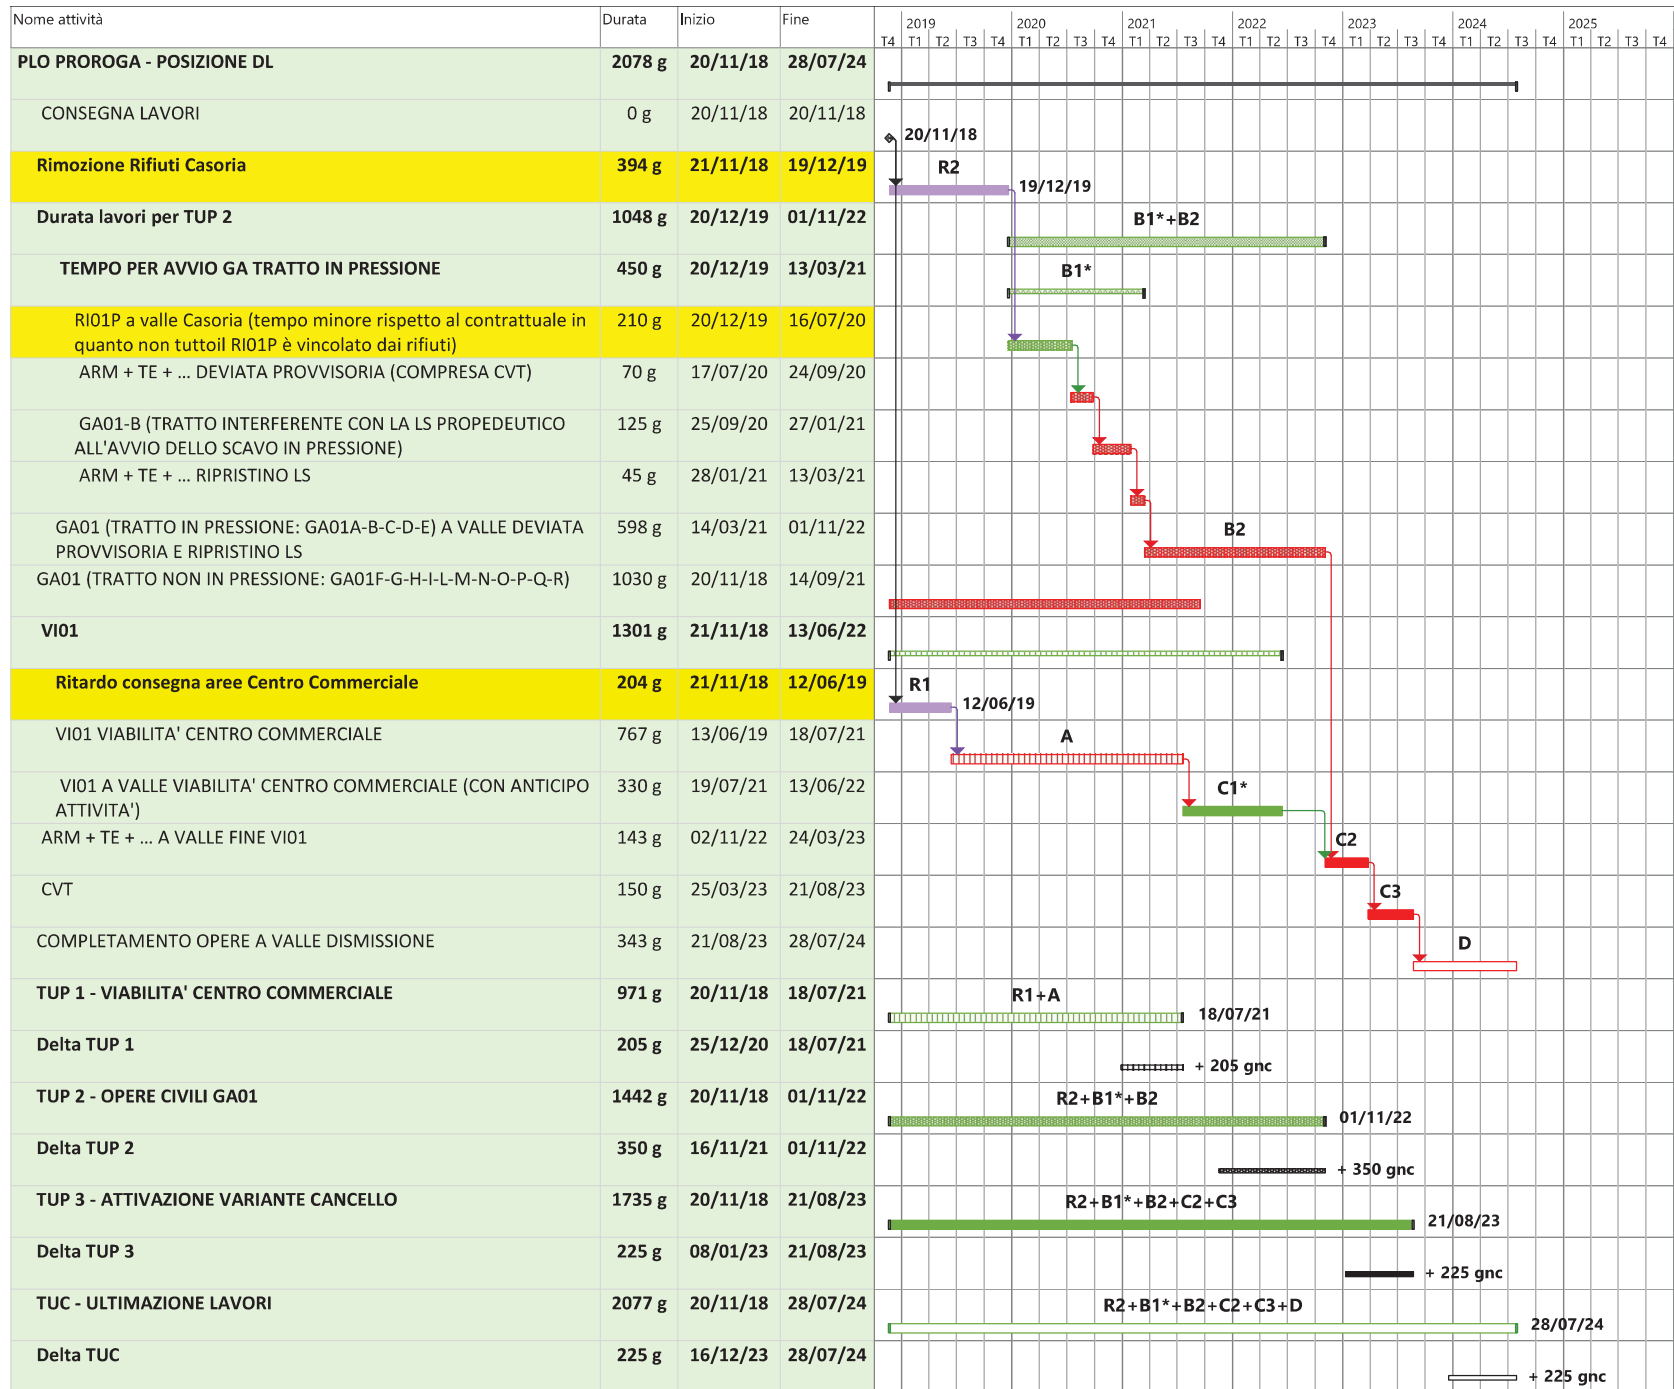 Nome attività Durata Inizio Fine
2019 2020 2021 2022 2023 2024 2025
T4 T1 T2 T3 T4 T1 T2 T3 T4 T1 T2 T3 T4 T1 T2 T3 T4 T1 T2 T3 T4 T1 T2 T3 T4 T1 T2 T3 T4
PLO PROROGA - POSIZIONE DL 2078 g 20/11/18 28/07/24
CONSEGNA LAVORI 0 g 20/11/18 20/11/18
20/11/18
Rimozione Rifiuti Casoria 394 g 21/11/18 19/12/19
R2
19/12/19
Durata lavori per TUP 2 1048 g 20/12/19 01/11/22
B1*+B2
TEMPO PER AVVIO GA TRATTO IN PRESSIONE 450 g 20/12/19 13/03/21
B1*
RI01P a valle Casoria (tempo minore rispetto al contrattuale in 210 g 20/12/19 16/07/20
quanto non tuttoil RI01P è vincolato dai rifiuti)
ARM + TE + ... DEVIATA PROVVISORIA (COMPRESA CVT) 70 g 17/07/20 24/09/20
GA01-B (TRATTO INTERFERENTE CON LA LS PROPEDEUTICO 125 g 25/09/20 27/01/21
ALL'AVVIO DELLO SCAVO IN PRESSIONE)
ARM + TE + ... RIPRISTINO LS 45 g 28/01/21 13/03/21
GA01 (TRATTO IN PRESSIONE: GA01A-B-C-D-E) A VALLE DEVIATA 598 g 14/03/21 01/11/22
PROVVISORIA E RIPRISTINO LS
B2
GA01 (TRATTO NON IN PRESSIONE: GA01F-G-H-I-L-M-N-O-P-Q-R) 1030 g 20/11/18 14/09/21
VI01 1301 g 21/11/18 13/06/22
Ritardo consegna aree Centro Commerciale 204 g 21/11/18 12/06/19
R1
12/06/19
VI01 VIABILITA' CENTRO COMMERCIALE 767 g 13/06/19 18/07/21
A
VI01 A VALLE VIABILITA' CENTRO COMMERCIALE (CON ANTICIPO 330 g 19/07/21 13/06/22
ATTIVITA')
C1*
ARM + TE + ... A VALLE FINE VI01 143 g 02/11/22 24/03/23
C2
CVT 150 g 25/03/23 21/08/23
C3
COMPLETAMENTO OPERE A VALLE DISMISSIONE 343 g 21/08/23 28/07/24
D
TUP 1 - VIABILITA' CENTRO COMMERCIALE 971 g 20/11/18 18/07/21
R1+A
18/07/21
Delta TUP 1 205 g 25/12/20 18/07/21
+ 205 gnc
TUP 2 - OPERE CIVILI GA01 1442 g 20/11/18 01/11/22
R2+B1*+B2
01/11/22
Delta TUP 2 350 g 16/11/21 01/11/22
+ 350 gnc
TUP 3 - ATTIVAZIONE VARIANTE CANCELLO 1735 g 20/11/18 21/08/23
R2+B1*+B2+C2+C3
21/08/23
Delta TUP 3 225 g 08/01/23 21/08/23
+ 225 gnc
TUC - ULTIMAZIONE LAVORI 2077 g 20/11/18 28/07/24
R2+B1*+B2+C2+C3+D
28/07/24
Delta TUC 225 g 16/12/23 28/07/24
+ 225 gnc